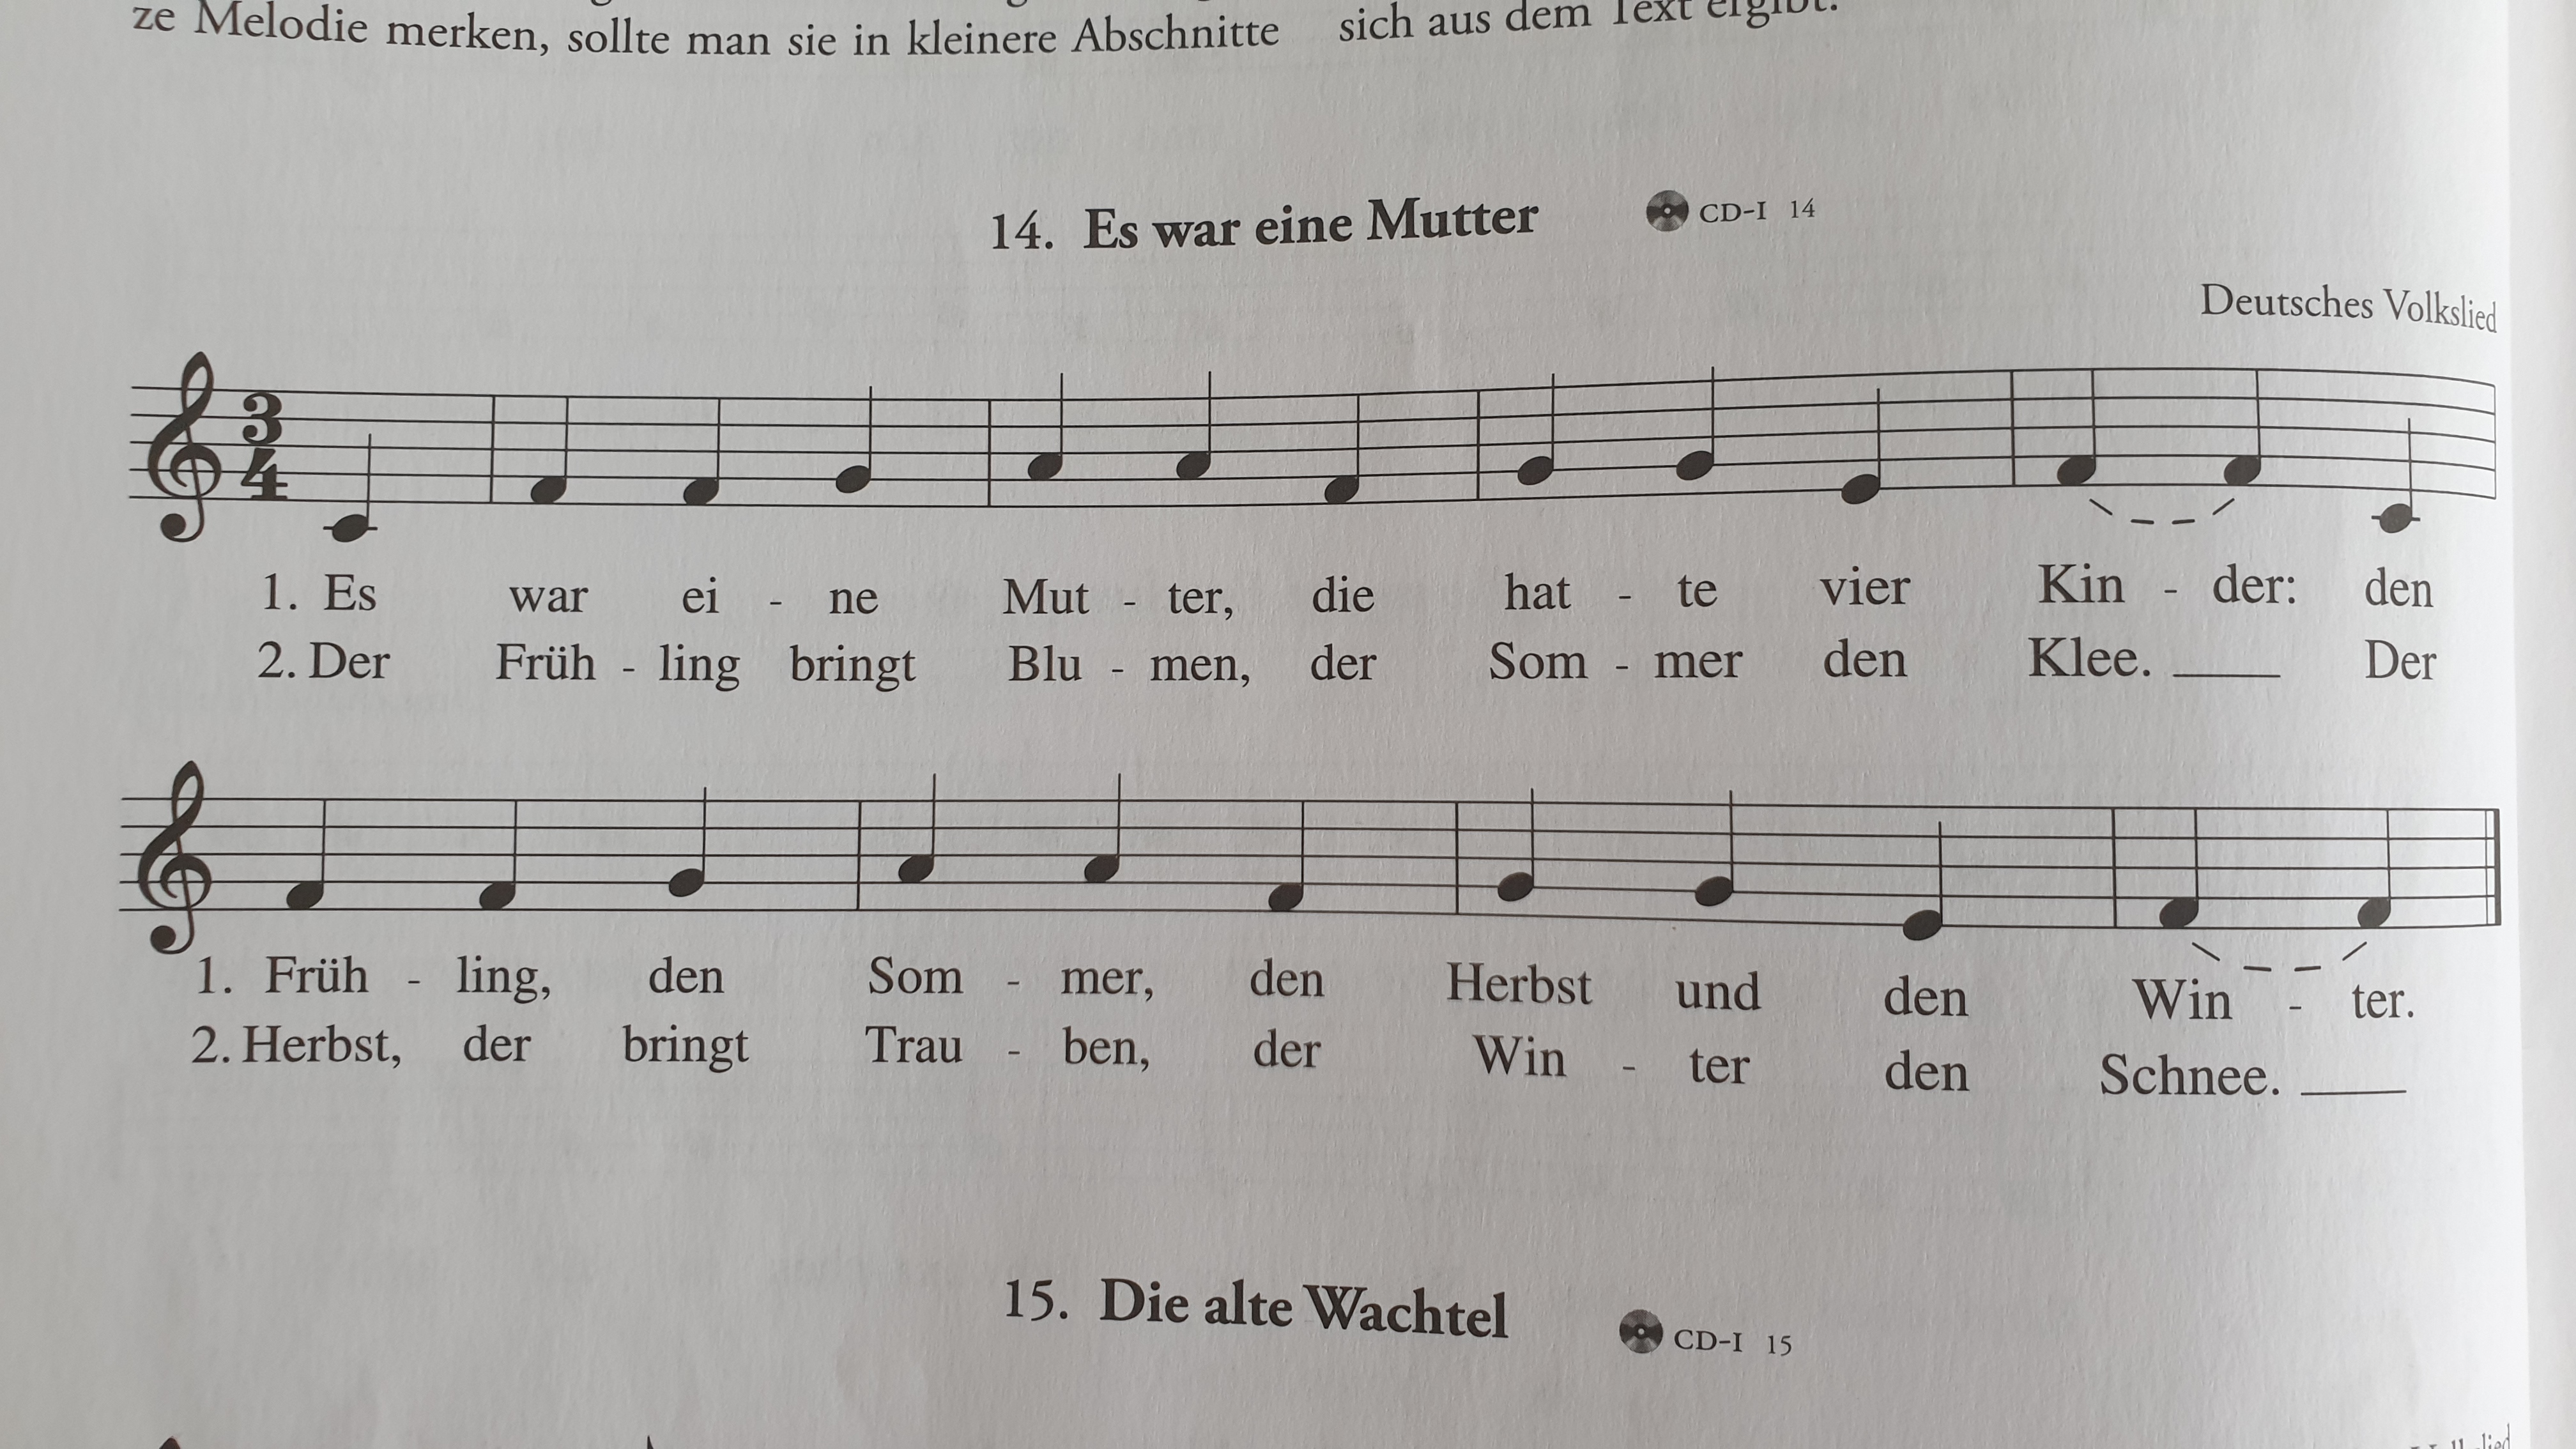 ze Melodie merken, sollte man sie in kleinere Abschnitte
sich aus dem Text ergibt.
14. Es war eine Mutter
CD-I 14
Deutsches Volkslied
3
4
1. Es war ei - ne Mut - ter, die hat - te vier Kin - der: den
2. Der Früh - ling bringt Blu - men, der Som - mer den Klee. ____ Der
1. Früh - ling, den Som - mer, den Herbst und den Win - ter.
2. Herbst, der bringt Trau - ben, der Win - ter den Schnee. ____
15. Die alte Wachtel
CD-I 15